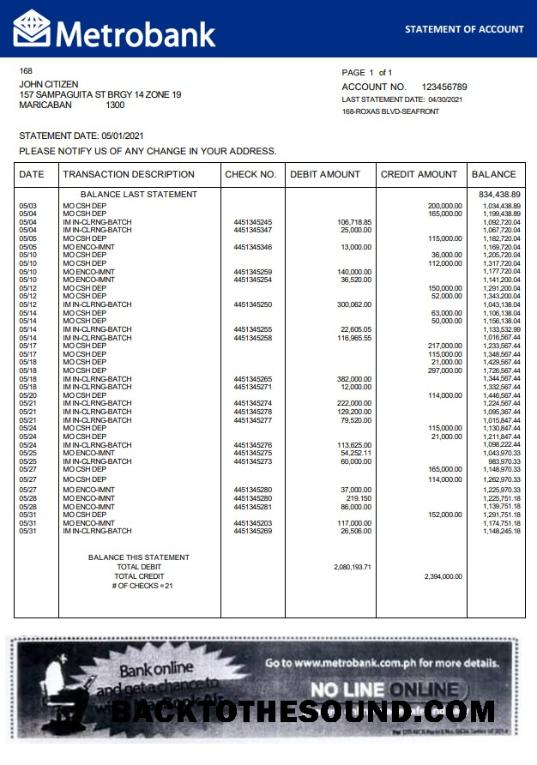 Metrobank
STATEMENT OF ACCOUNT
168
JOHN CITIZEN
157 SAMPAGUITA ST BRGY 14 ZONE 19
MARICABAN 1300
PAGE 1 of 1
ACCOUNT NO. 123456789
LAST STATEMENT DATE: 04/30/2021
168-ROXAS BLVD-SEAFRONT
STATEMENT DATE: 05/01/2021
PLEASE NOTIFY US OF ANY CHANGE IN YOUR ADDRESS.
DATE TRANSACTION DESCRIPTION CHECK NO. DEBIT AMOUNT CREDIT AMOUNT BALANCE
BALANCE LAST STATEMENT 834,438.89
05/03 MO CSH DEP 200,000.00 1,034,438.89
05/04 MO CSH DEP 165,000.00 1,199,438.89
05/04 IM IN-CLRNG-BATCH 4451345245 106,718.85 1,092,720.04
05/04 IM IN-CLRNG-BATCH 4451345347 25,000.00 1,067,720.04
05/05 MO CSH DEP 115,000.00 1,182,720.04
05/05 MO ENCO-IMNT 4451345346 13,000.00 1,169,720.04
05/10 MO CSH DEP 36,000.00 1,205,720.04
MO CSH DEP 112,000.00 1,317,720.04
05/10 MO ENCO-IMNT 4451345259 140,000.00 1,177,720.04
05/10 MO ENCO-IMNT 4451345254 36,520.00 1,141,200.04
05/12 MO CSH DEP 150,000.00 1,291,200.04
05/12 MO CSH DEP 52,000.00 1,343,200.04
05/12 IM IN-CLRNG-BATCH 4451345250 300,062.00 1,043,138.04
05/14 MO CSH DEP 63,000.00 1,106,138.04
MO CSH DEP 50,000.00 1,156,138.04
05/14 IM IN-CLRNG-BATCH 4451345255 22,605.05 1,133,532.99
05/14 IM IN-CLRNG-BATCH 4451345258 116,965.55 1,016,567.44
05/17 MO CSH DEP 217,000.00 1,233,567.44
05/17 MO CSH DEP 115,000.00 1,348,567.44
05/18 MO CSH DEP 21,000.00 1,429,567.44
05/18 MO CSH DEP 297,000.00 1,726,567.44
05/18 IM IN-CLRNG-BATCH 4451345265 382,000.00 1,344,567.44
05/18 IM IN-CLRNG-BATCH 4451345271 12,000.00 1,332,567.44
05/20 MO CSH DEP 114,000.00 1,446,567.44
05/21 IM IN-CLRNG-BATCH 4451345274 222,000.00 1,224,567.44
05/21 IM IN-CLRNG-BATCH 4451345278 129,200.00 1,095,367.44
05/21 IM IN-CLRNG-BATCH 4451345277 79,520.00 1,015,847.44
05/24 MO CSH DEP 115,000.00 1,130,847.44
05/24 MO CSH DEP 21,000.00 1,211,847.44
05/24 IM IN-CLRNG-BATCH 4451345276 113,625.00 1,098,222.44
05/25 MO ENCO-IMNT 4451345275 54,252.11 1,043,970.33
05/25 IM IN-CLRNG-BATCH 4451345273 60,000.00 983,970.33
05/27 MO CSH DEP 165,000.00 1,148,970.33
MO CSH DEP 114,000.00 1,262,970.33
05/27 MO ENCO-IMNT 4451345280 37,000.00 1,225,970.33
05/28 MO ENCO-IMNT 4451345280 219.150 1,225,751.18
05/28 MO ENCO-IMNT 4451345281 86,000.00 1,139,751.18
05/31 MO CSH DEP 152,000.00 1,291,751.18
05/31 MO ENCO-IMNT 4451345203 117,000.00 1,174,751.18
05/31 IM IN-CLRNG-BATCH 4451345269 26,506.00 1,148,245.18
BALANCE THIS STATEMENT
TOTAL DEBIT 2,080,193.71
TOTAL CREDIT 2,394,000.00
# OF CHECKS = 21
Bank online
and get a chance to
Go to www.metrobank.com.ph for more details.
NO LINE ONLINE
BACKTOTHESOUND.COM